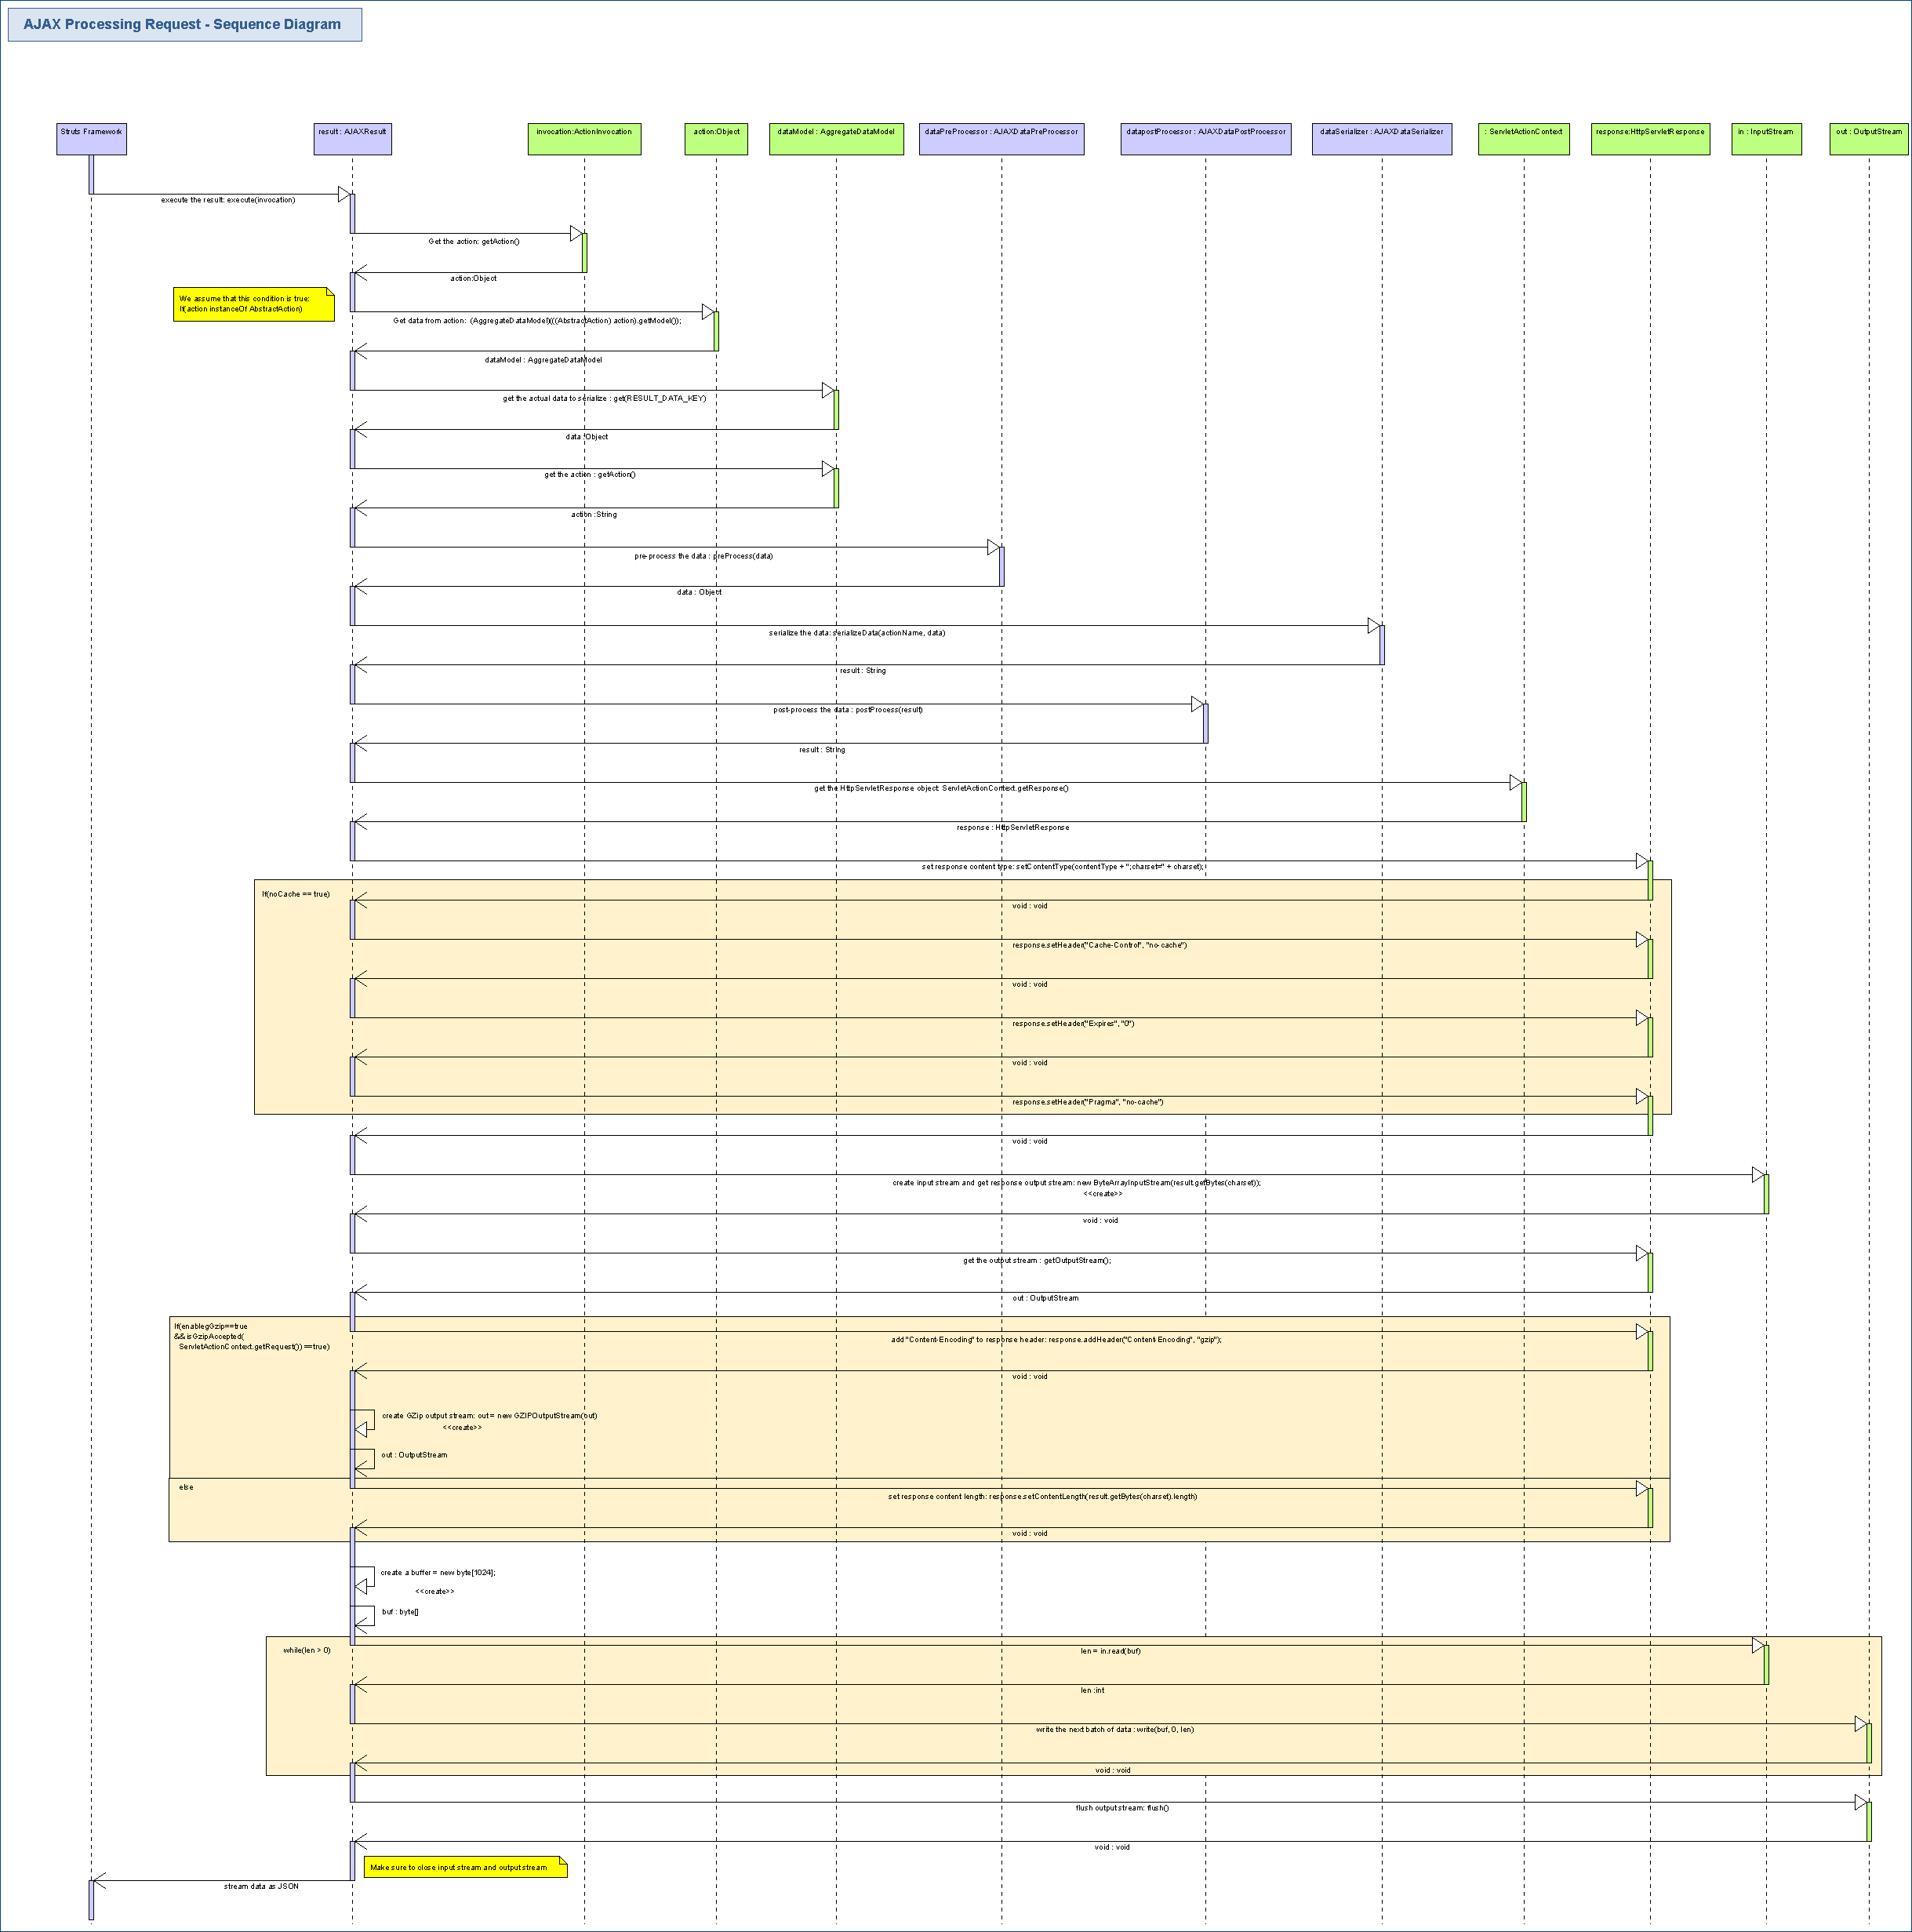 AJAX Processing Request - Sequence Diagram
Struts Framework
result : AJAXResult
invocation:ActionInvocation
action:Object
dataModel : AggregateDataModel
dataPreProcessor : AJAXDataPreProcessor
datapostProcessor : AJAXDataPostProcessor
dataSerializer : AJAXDataSerializer
: ServletActionContext
response:HttpServletResponse
in : InputStream
out : OutputStream
execute the result: execute(invocation)
Get the action: getAction()
action:Object
We assume that this condition is true:
If(action instanceOf AbstractAction)
Get data from action: (AggregateDataModel)(((AbstractAction) action).getModel());
dataModel : AggregateDataModel
get the actual data to serialize : get(RESULT_DATA_KEY)
data :Object
get the action : getAction()
action :String
pre-process the data : preProcess(data)
data : Object
serialize the data: serializeData(actionName, data)
result : String
post-process the data : postProcess(result)
result : String
get the HttpServletResponse object: ServletActionContext.getResponse()
response : HttpServletResponse
set response content type: setContentType(contentType + ";charset=" + charset);
If(noCache == true)
void : void
response.setHeader("Cache-Control", "no-cache")
void : void
response.setHeader("Expires", "0")
void : void
response.setHeader("Pragma", "no-cache")
void : void
create input stream and get response output stream: new ByteArrayInputStream(result.getBytes(charset));
<<create>>
void : void
get the output stream : getOutputStream();
out : OutputStream
If(enablegGzip==true
&& isGzipAccepted(
ServletActionContext.getRequest()) ==true)
add "Content-Encoding" to response header: response.addHeader("Content-Encoding", "gzip");
void : void
create GZip output stream: out = new GZIPOutputStream(out)
<<create>>
out : OutputStream
else
set response content length: response.setContentLength(result.getBytes(charset).length)
void : void
create a buffer = new byte[1024];
<<create>>
buf : byte[]
while(len > 0)
len = in.read(buf)
len :int
write the next batch of data : write(buf, 0, len)
void : void
flush output stream: flush()
void : void
Make sure to close input stream and output stream
stream data as JSON